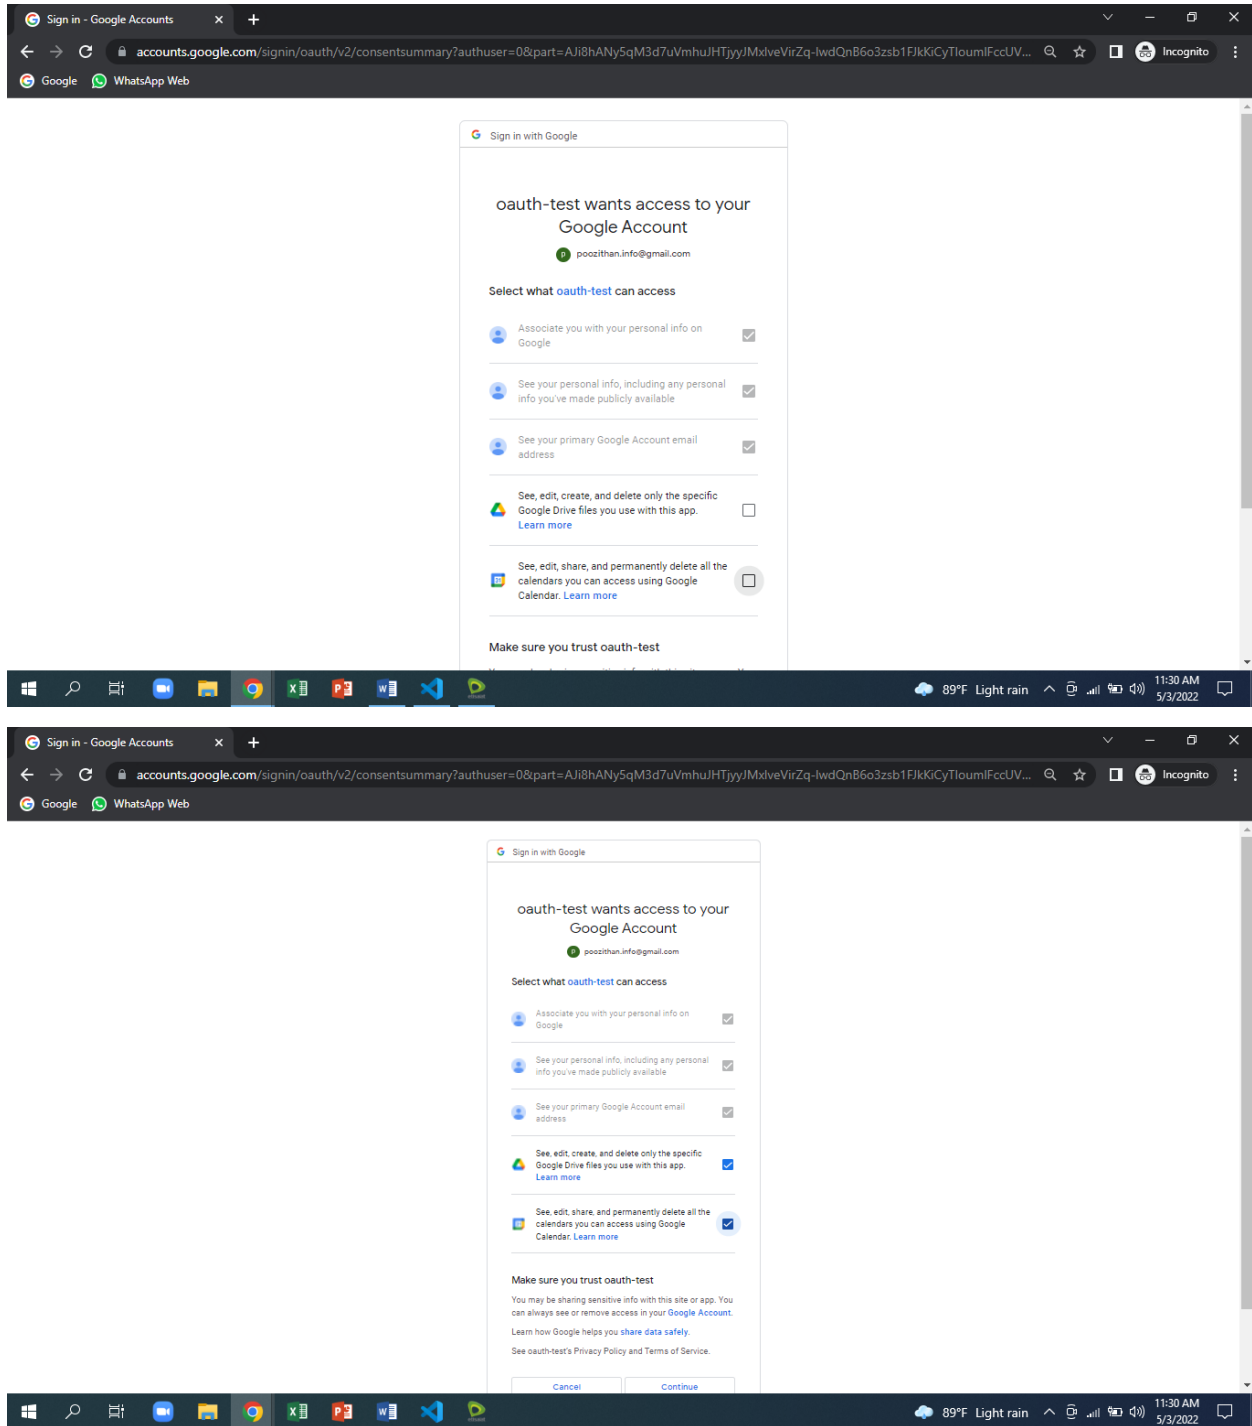 Sign in - Google Accounts
accounts.google.com/signin/oauth/v2/consentsummary?authuser=0&part=AJi8hANy5qM3d7uVmhuJHTjyyJMxlveVirZq-lwdQnB6o3zsb1FJkKiCyTIoumIFccUV...
Incognito
Google WhatsApp Web
Sign in with Google
oauth-test wants access to your
Google Account
P poozithan.info@gmail.com
Select what oauth-test can access
Associate you with your personal info on
Google
See your personal info, including any personal
info you've made publicly available
See your primary Google Account email
address
See, edit, create, and delete only the specific
Google Drive files you use with this app.
Learn more
See, edit, share, and permanently delete all the
calendars you can access using Google
Calendar. Learn more
Make sure you trust oauth-test
89°F Light rain
11:30 AM
5/3/2022
Sign in - Google Accounts
accounts.google.com/signin/oauth/v2/consentsummary?authuser=0&part=AJi8hANy5qM3d7uVmhuJHTjyyJMxlveVirZq-lwdQnB6o3zsb1FJkKiCyTIoumIFccUV...
Incognito
Google WhatsApp Web
Sign in with Google
oauth-test wants access to your
Google Account
P poozithan.info@gmail.com
Select what oauth-test can access
Associate you with your personal info on
Google
See your personal info, including any personal
info you've made publicly available
See your primary Google Account email
address
See, edit, create, and delete only the specific
Google Drive files you use with this app.
Learn more
See, edit, share, and permanently delete all the
calendars you can access using Google
Calendar. Learn more
Make sure you trust oauth-test
You may be sharing sensitive info with this site or app. You
can always see or remove access in your Google Account.
Learn how Google helps you share data safely.
See oauth-test's Privacy Policy and Terms of Service.
Cancel Continue
89°F Light rain
11:30 AM
5/3/2022